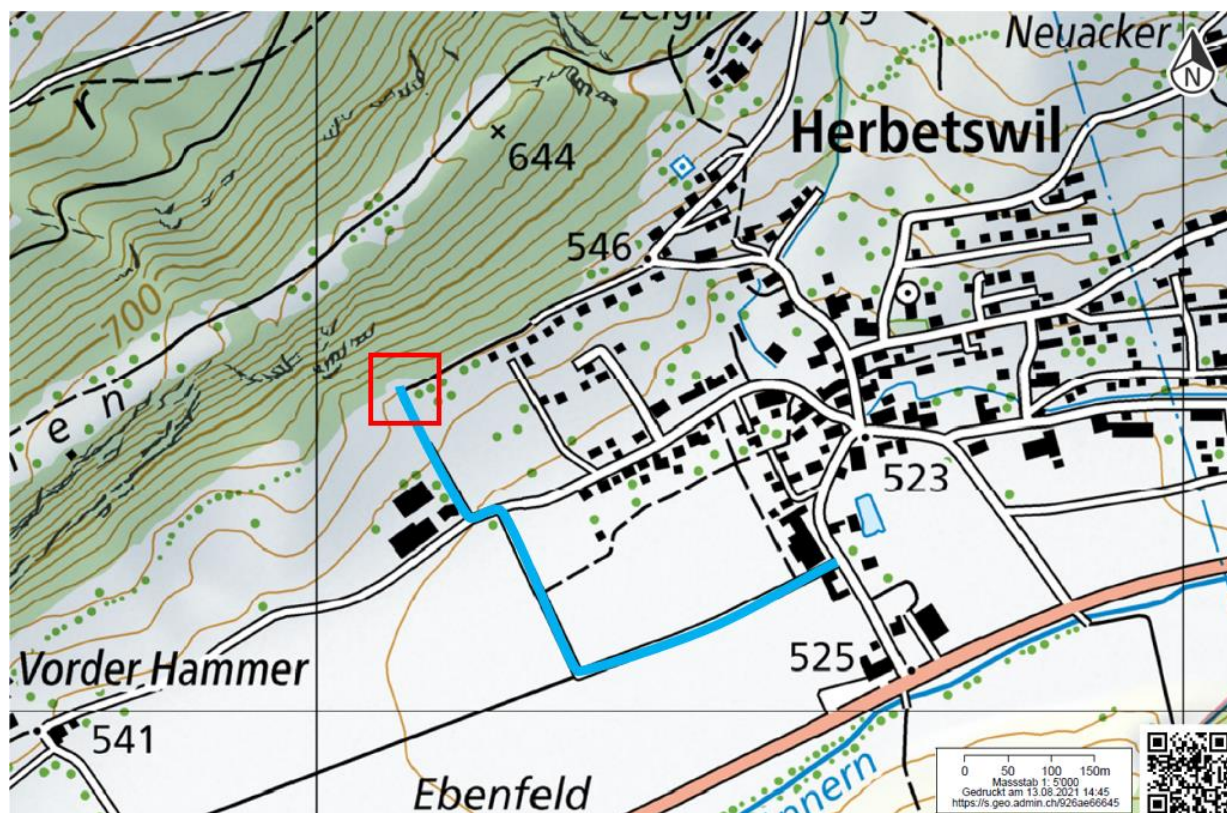 Neuacker
N
r
Herbetswil
644
546
700
e n
523
525
Vorder Hammer
541
Ebenfeld
0 50 100 150m
Massstab 1: 5'000
Gedruckt am 13.08.2021 14:45
https://s.geo.admin.ch/926ae66645